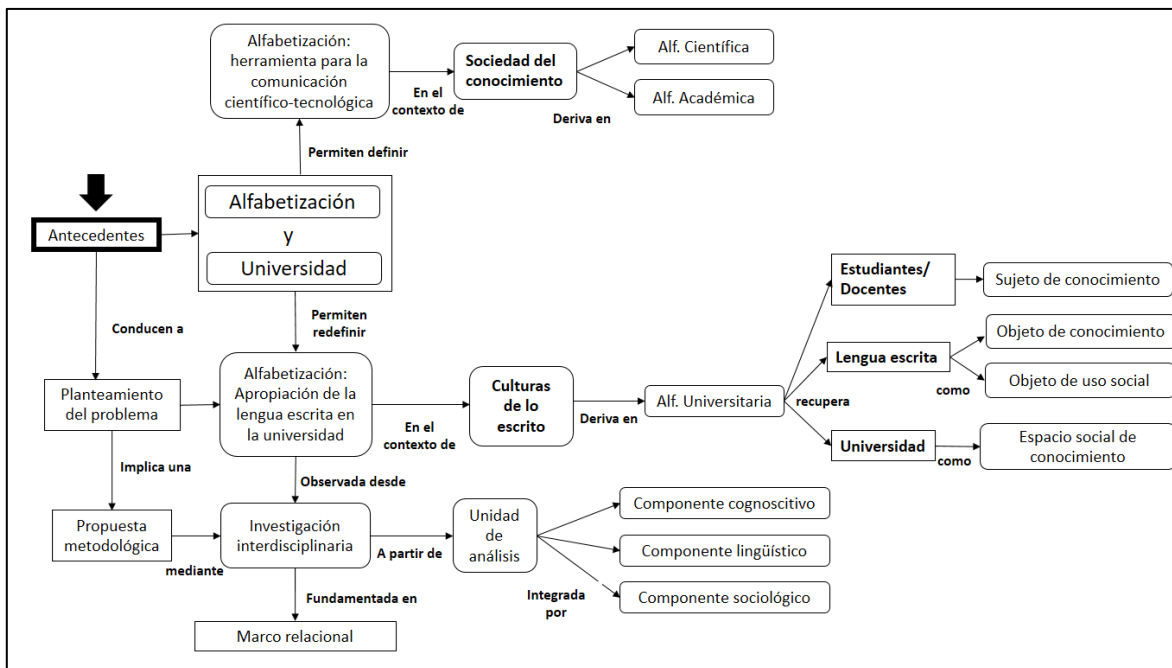 Alfabetización:
herramienta para la
comunicación
científico-tecnológica
En el
contexto de
Sociedad del
conocimiento
Deriva en
Alf. Científica
Alf. Académica
Permiten definir
Antecedentes
Alfabetización
y
Universidad
Conducen a
Permiten
redefinir
Planteamiento
del problema
Alfabetización:
Apropiación de la
lengua escrita en
la universidad
En el
contexto de
Culturas
de lo
escrito
Deriva en
Alf. Universitaria
recupera
Estudiantes/
Docentes
Sujeto de conocimiento
Lengua escrita
como
Objeto de conocimiento
Objeto de uso social
Universidad
como
Espacio social de
conocimiento
Implica una
Observada desde
Propuesta
metodológica
mediante
Investigación
interdisciplinaria
A partir de
Unidad
de
análisis
Integrada
por
Componente cognoscitivo
Componente lingüístico
Componente sociológico
Fundamentada en
Marco relacional